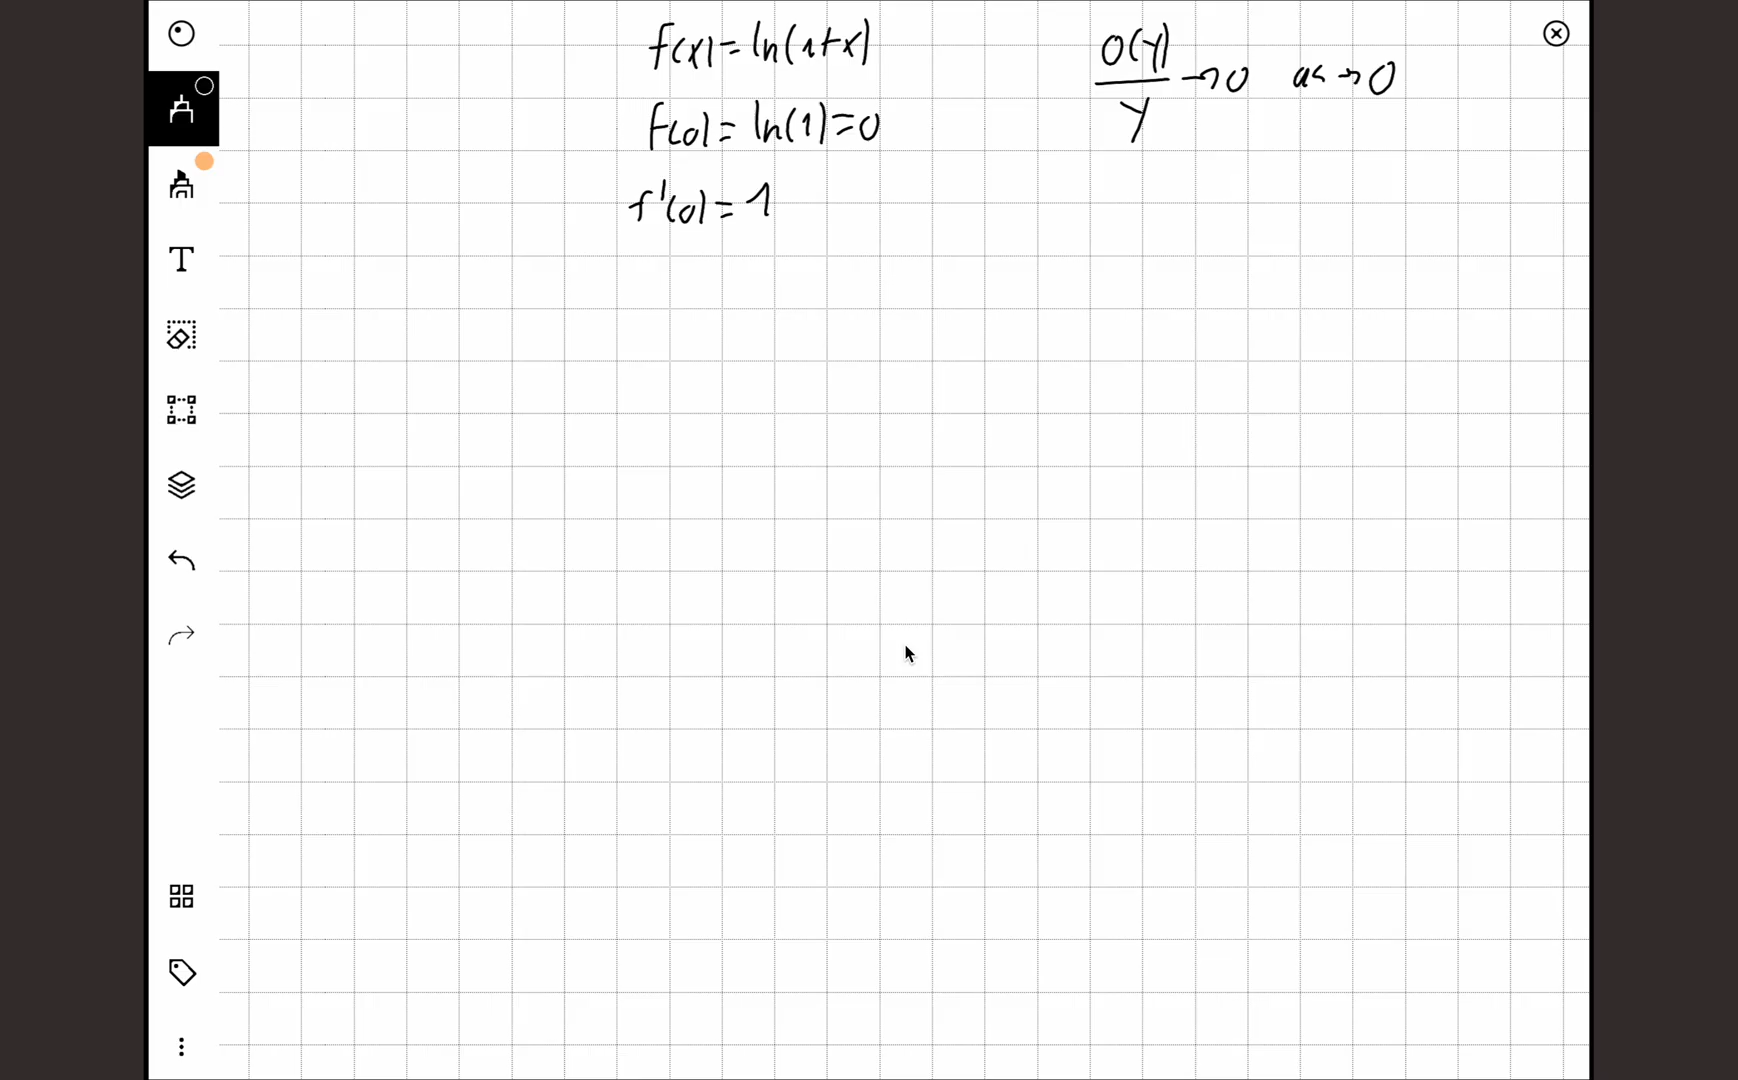 f(x) = ln(1+x)
f(0) = ln(1) = 0
f'(0) = 1
o(y)/y → 0 as → 0
T